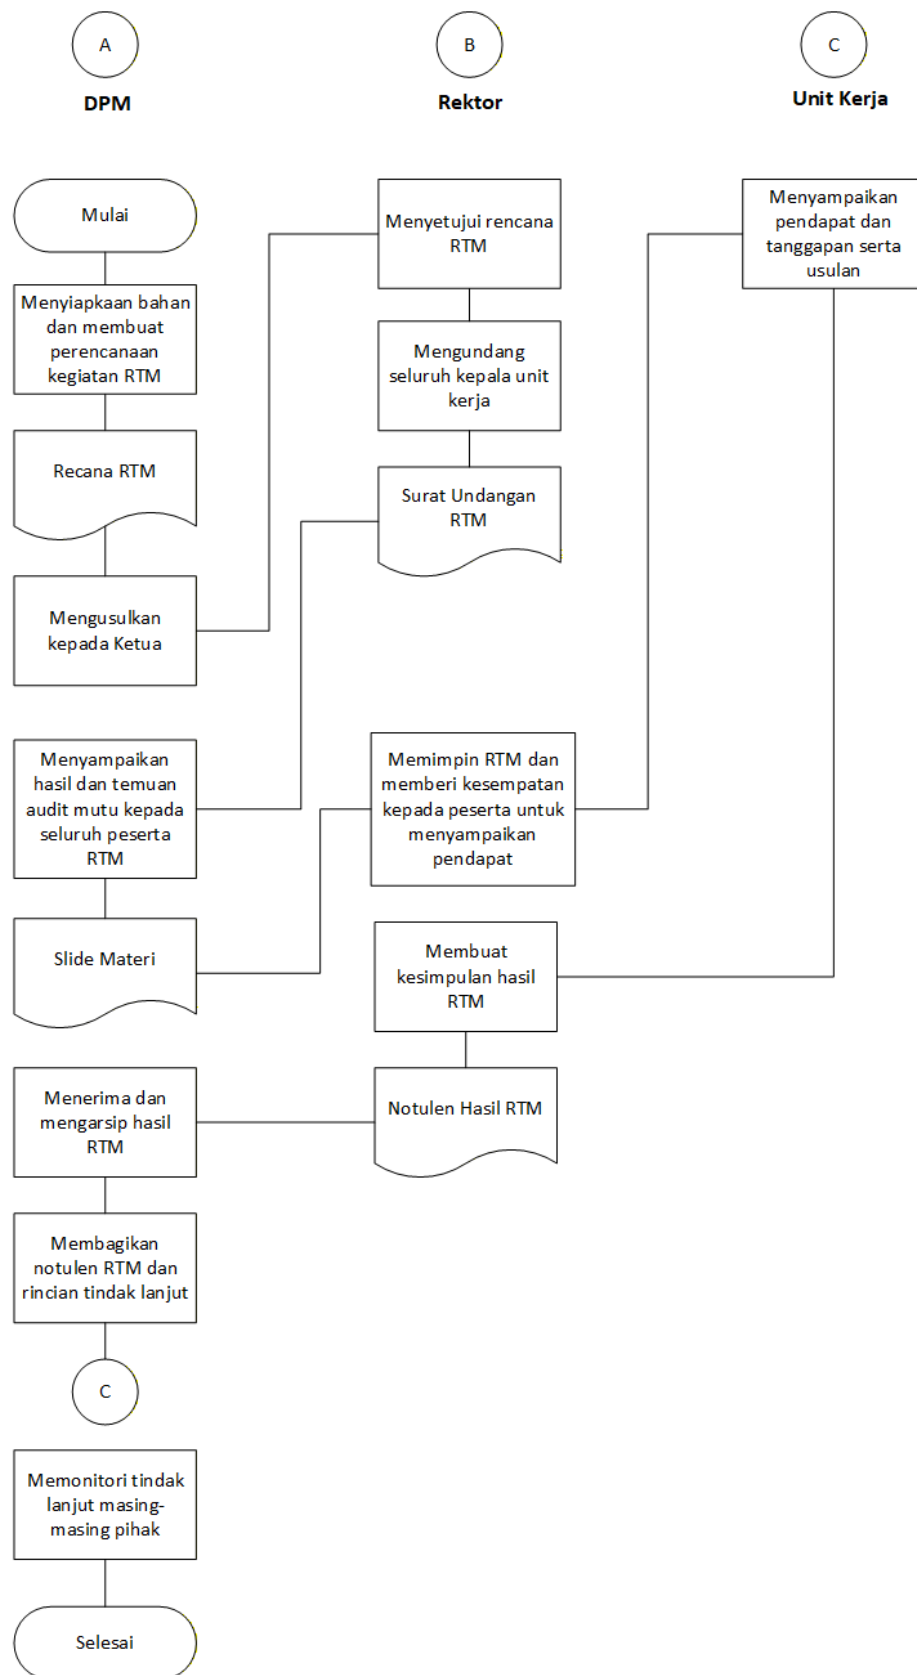 A
B
C
DPM
Rektor
Unit Kerja
Mulai
Menyiapkaan bahan
dan membuat
perencanaan
kegiatan RTM
Recana RTM
Mengusulkan
kepada Ketua
Menyetujui rencana
RTM
Mengundang
seluruh kepala unit
kerja
Surat Undangan
RTM
Menyampaikan
hasil dan temuan
audit mutu kepada
seluruh peserta
RTM
Slide Materi
Memimpin RTM dan
memberi kesempatan
kepada peserta untuk
menyampaikan
pendapat
Menyampaikan
pendapat dan
tanggapan serta
usulan
Membuat
kesimpulan hasil
RTM
Notulen Hasil RTM
Menerima dan
mengarsip hasil
RTM
Membagikan
notulen RTM dan
rincian tindak lanjut
C
Memonitori tindak
lanjut masing-
masing pihak
Selesai